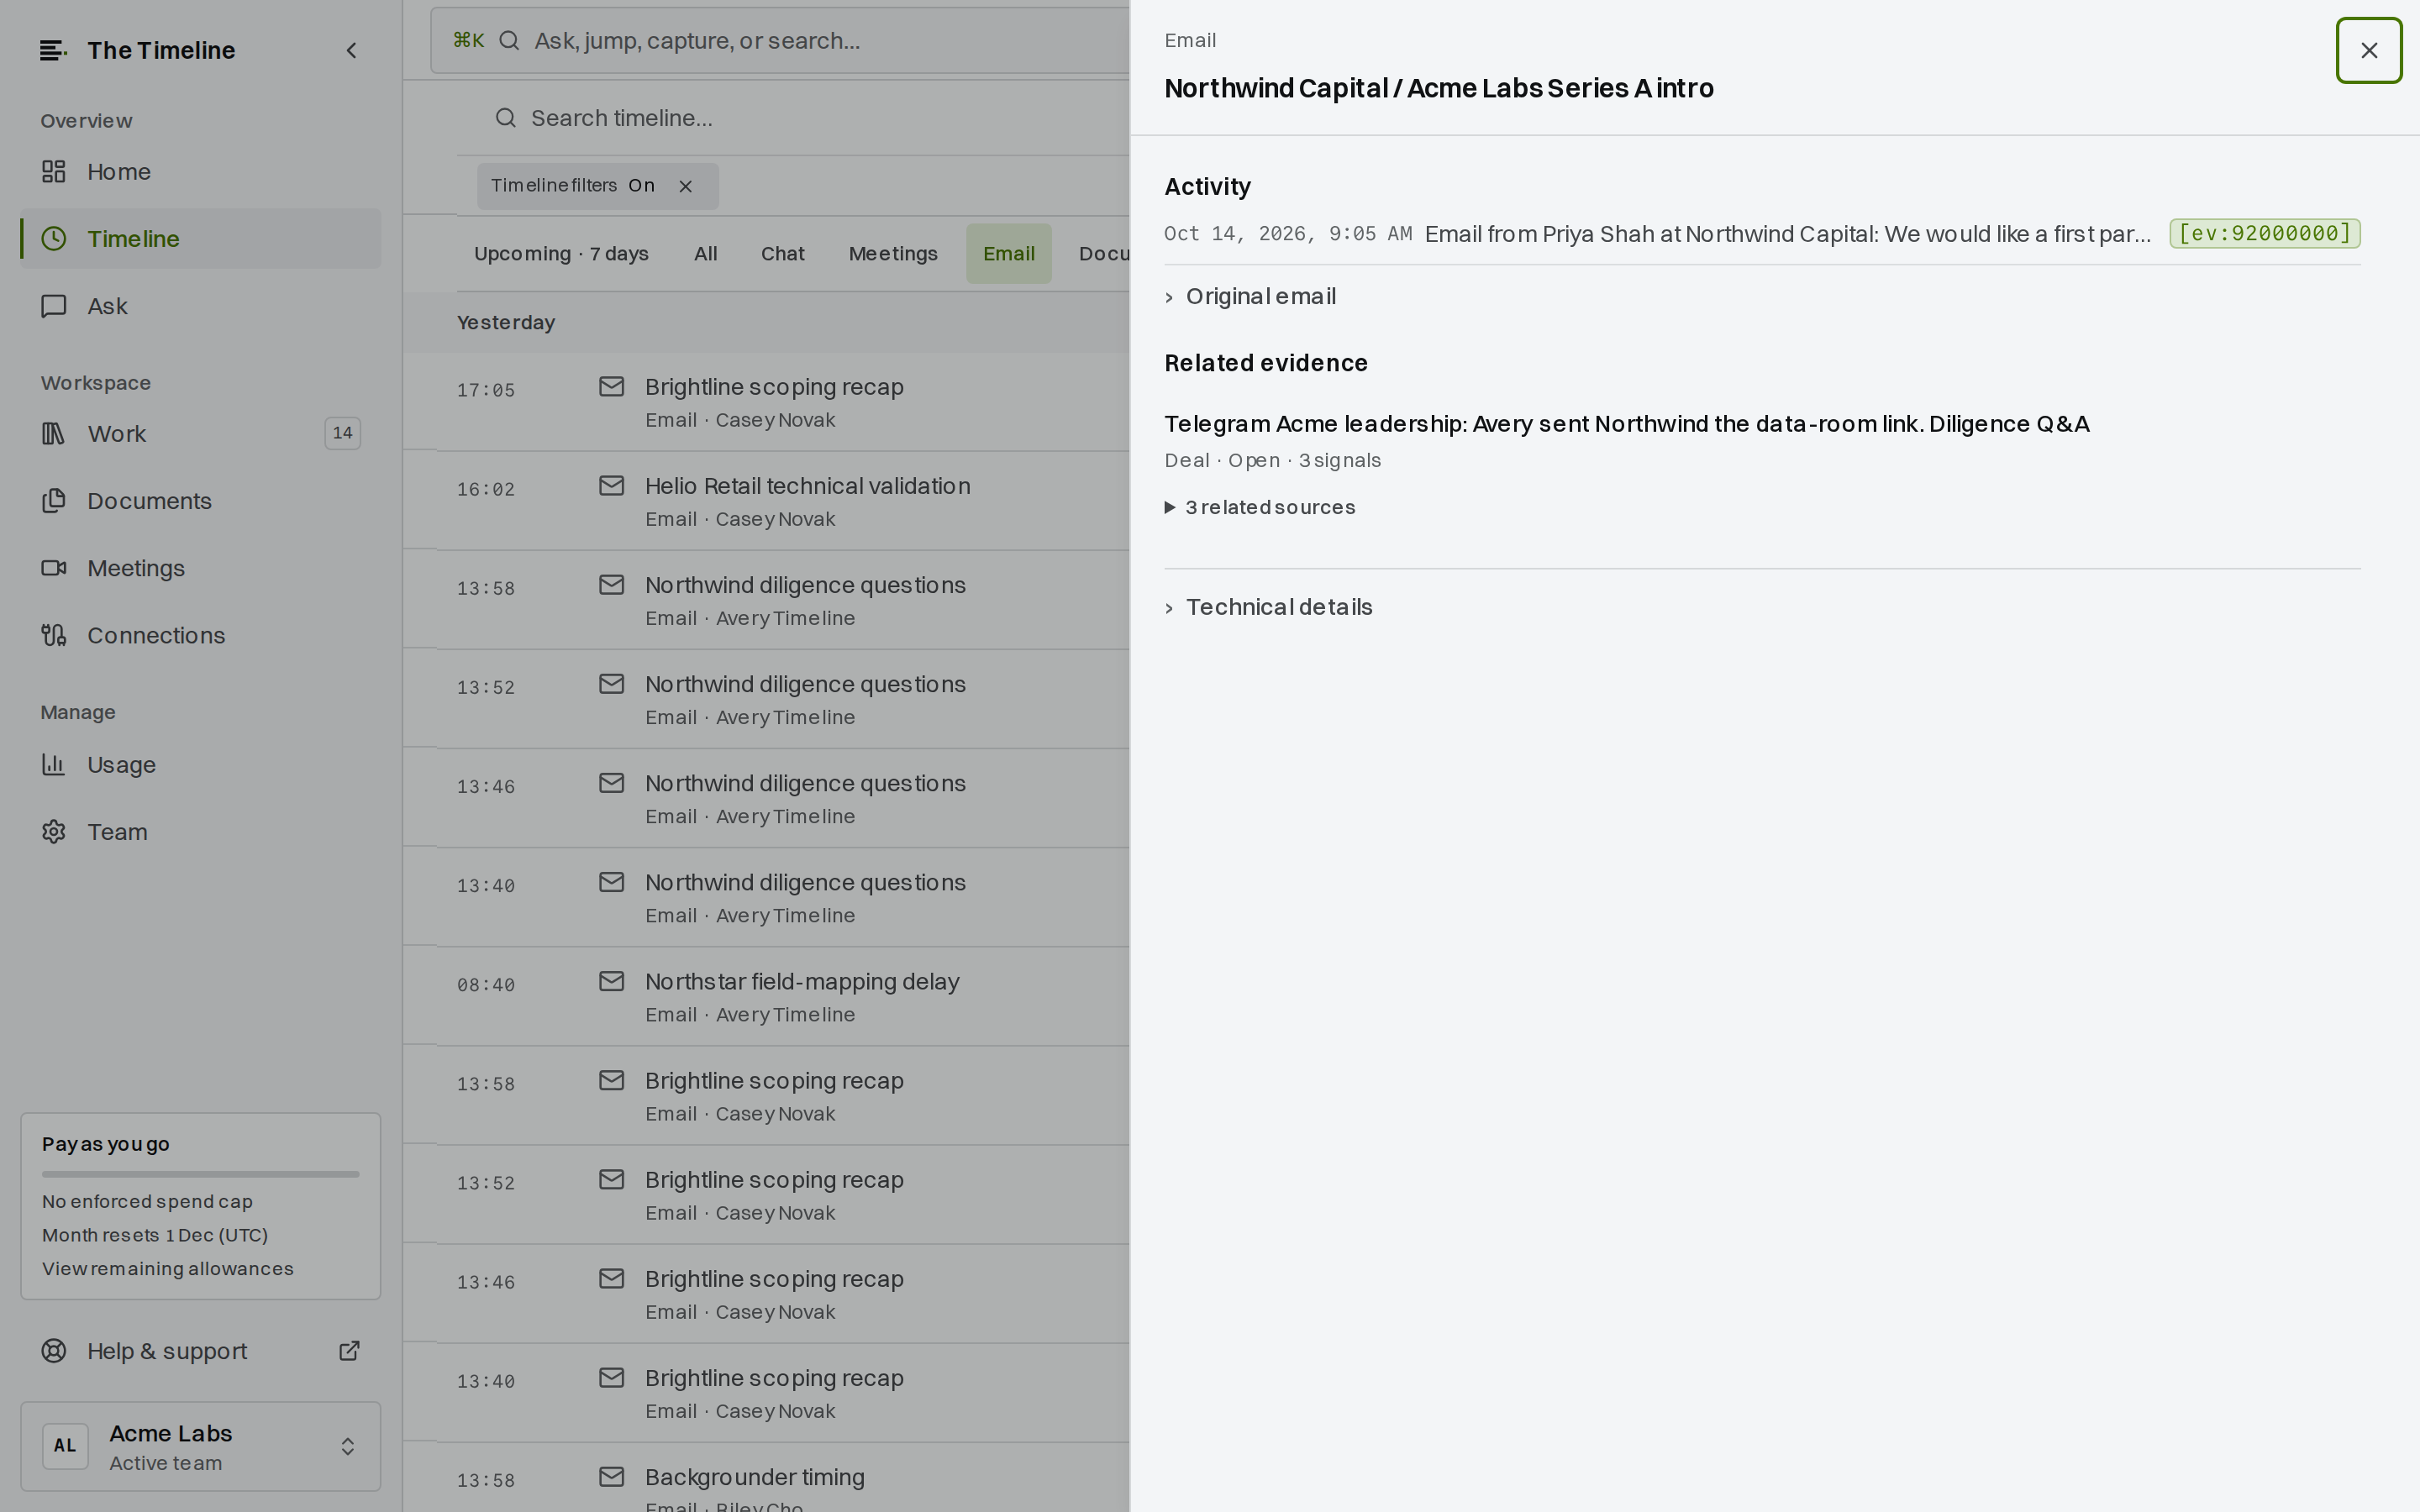 The Timeline
Overview
Home
Timeline
Ask
Workspace
Work 14
Documents
Meetings
Connections
Manage
Usage
Team
Pay as you go
No enforced spend cap
Month resets 1 Dec (UTC)
View remaining allowances
Help & support
AL
Acme Labs
Active team
⌘K Ask, jump, capture, or search...
Search timeline...
Timeline filters On
Upcoming · 7 days All Chat Meetings Email Docu
Yesterday
17:05 Brightline scoping recap
Email · Casey Novak
16:02 Helio Retail technical validation
Email · Casey Novak
13:58 Northwind diligence questions
Email · Avery Timeline
13:52 Northwind diligence questions
Email · Avery Timeline
13:46 Northwind diligence questions
Email · Avery Timeline
13:40 Northwind diligence questions
Email · Avery Timeline
08:40 Northstar field-mapping delay
Email · Avery Timeline
13:58 Brightline scoping recap
Email · Casey Novak
13:52 Brightline scoping recap
Email · Casey Novak
13:46 Brightline scoping recap
Email · Casey Novak
13:40 Brightline scoping recap
Email · Casey Novak
13:58 Backgrounder timing
Email · Riley Cho
Email
Northwind Capital / Acme Labs Series A intro
Activity
Oct 14, 2026, 9:05 AM Email from Priya Shah at Northwind Capital: We would like a first par... [ev:92000000]
Original email
Related evidence
Telegram Acme leadership: Avery sent Northwind the data-room link. Diligence Q&A
Deal · Open · 3 signals
3 related sources
Technical details